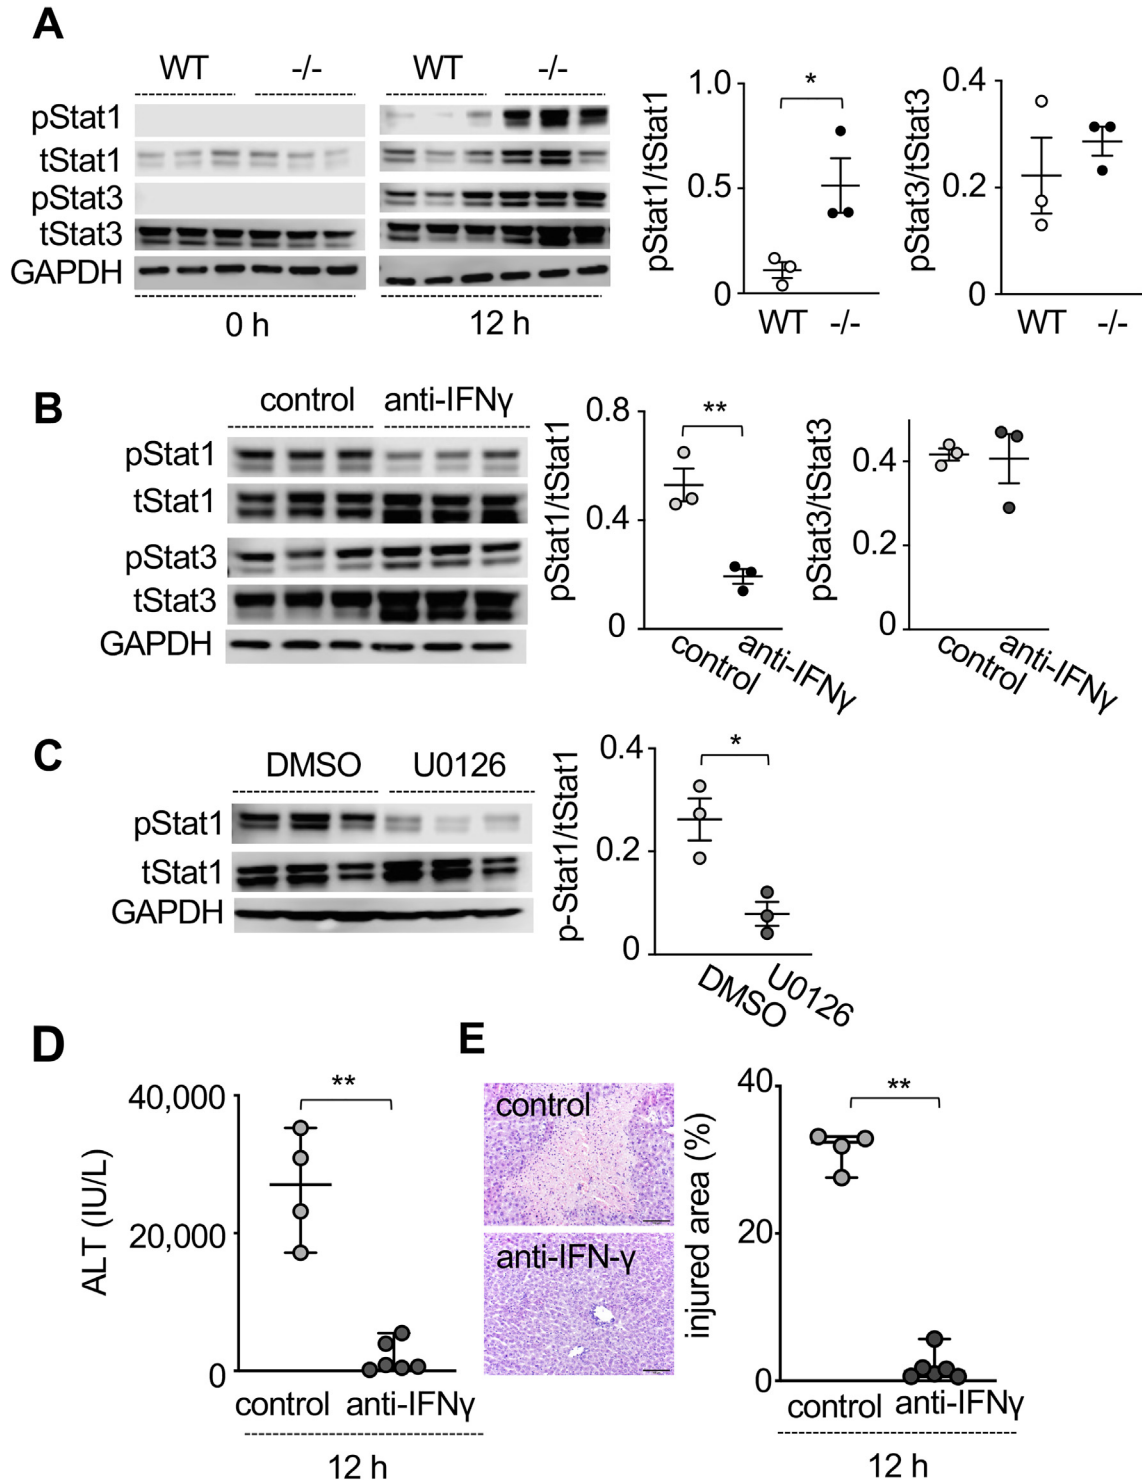 A
WT -/- WT -/-
pStat1
tStat1
pStat3
tStat3
GAPDH
0 h 12 h
pStat1/tStat1
1.0
0.5
0
*
WT -/-
pStat3/tStat3
0.4
0.2
0
WT -/-
B
control anti-IFNγ
pStat1
tStat1
pStat3
tStat3
GAPDH
pStat1/tStat1
0.8
0.4
0
**
control
anti-IFNγ
pStat3/tStat3
0.4
0.2
0
control
anti-IFNγ
C
DMSO U0126
pStat1
tStat1
GAPDH
p-Stat1/tStat1
0.4
0.2
0
*
DMSO
U0126
D
ALT (IU/L)
40,000
20,000
0
**
control anti-IFNγ
12 h
E
control
anti-IFN-γ
injured area (%)
40
20
0
**
control anti-IFNγ
12 h